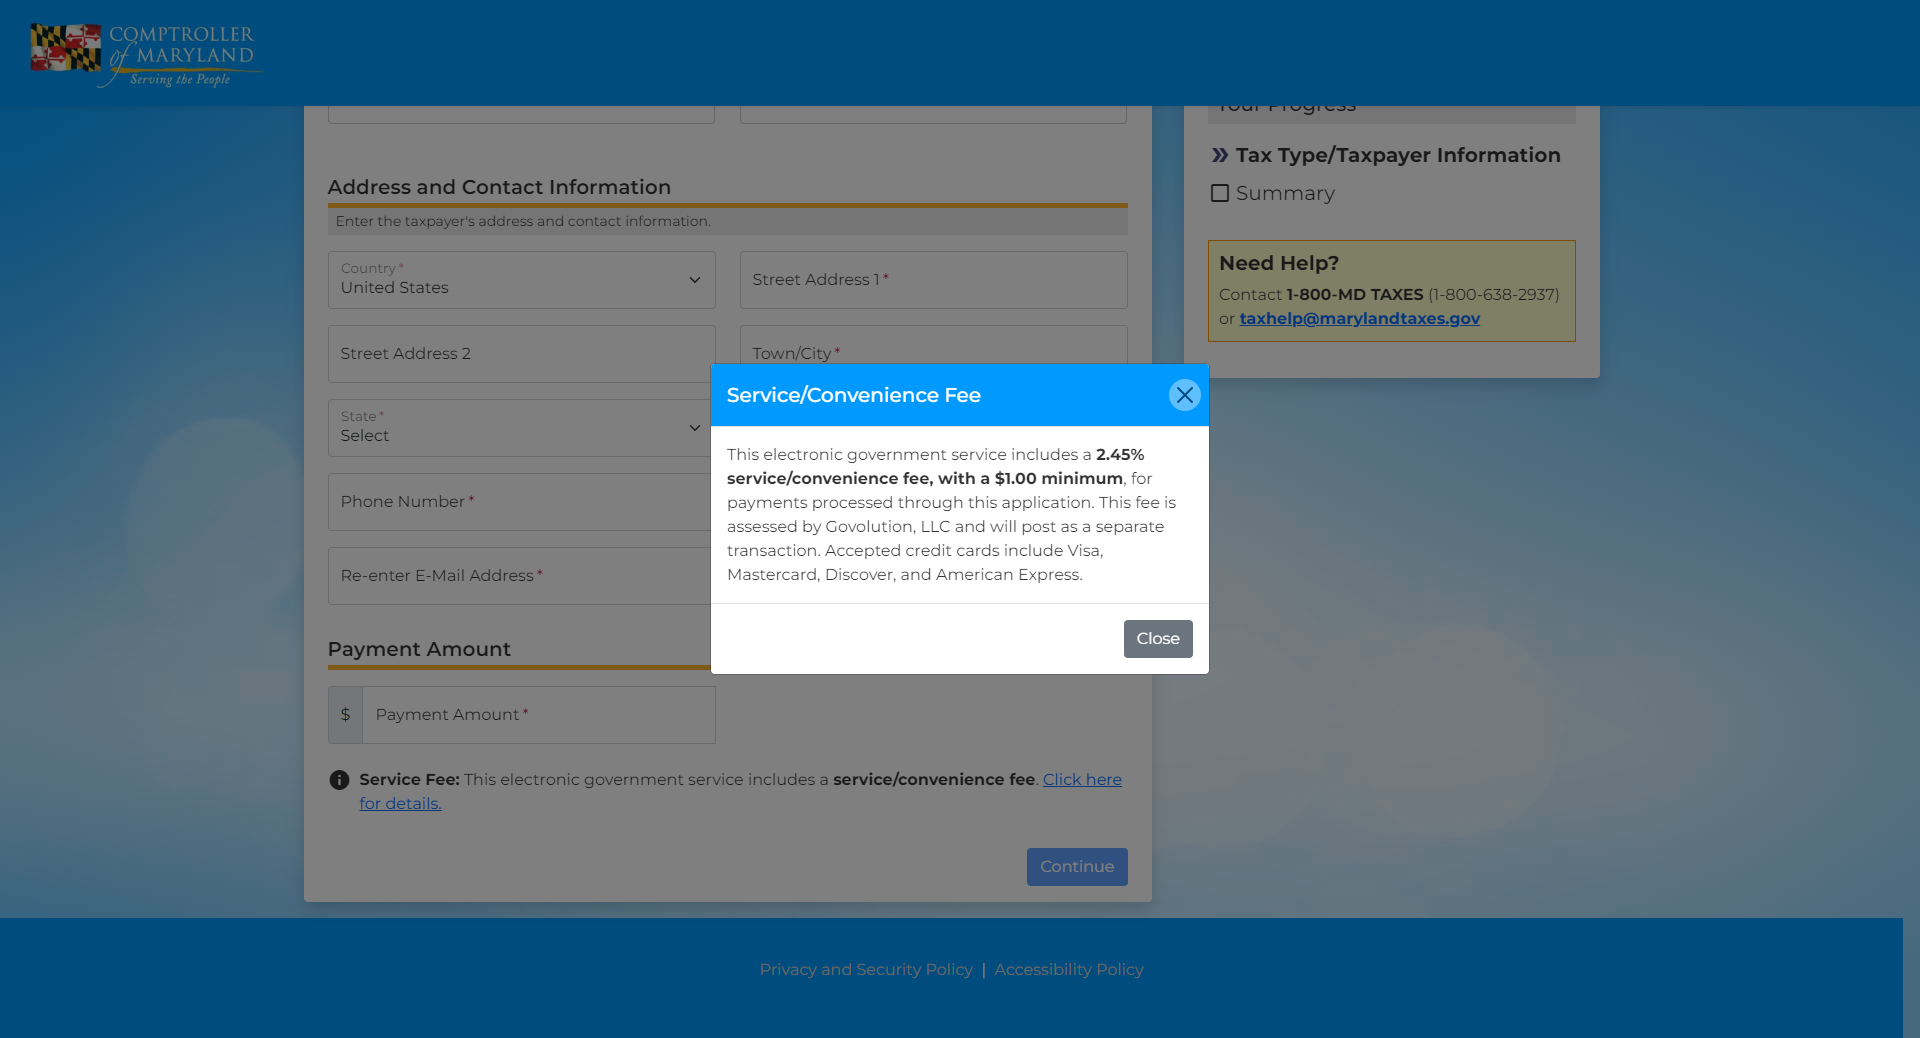 COMPTROLLER
of MARYLAND
Serving the People
Your Progress
Tax Type/Taxpayer Information
Summary
Need Help?
Contact 1-800-MD TAXES (1-800-638-2937)
or taxhelp@marylandtaxes.gov
Address and Contact Information
Enter the taxpayer's address and contact information.
Country *
United States
Street Address 1 *
Street Address 2
Town/City *
State *
Select
Phone Number *
Re-enter E-Mail Address *
Service/Convenience Fee
This electronic government service includes a 2.45%
service/convenience fee, with a $1.00 minimum, for
payments processed through this application. This fee is
assessed by Govolution, LLC and will post as a separate
transaction. Accepted credit cards include Visa,
Mastercard, Discover, and American Express.
Close
Payment Amount
$ Payment Amount *
Service Fee: This electronic government service includes a service/convenience fee. Click here
for details.
Continue
Privacy and Security Policy | Accessibility Policy